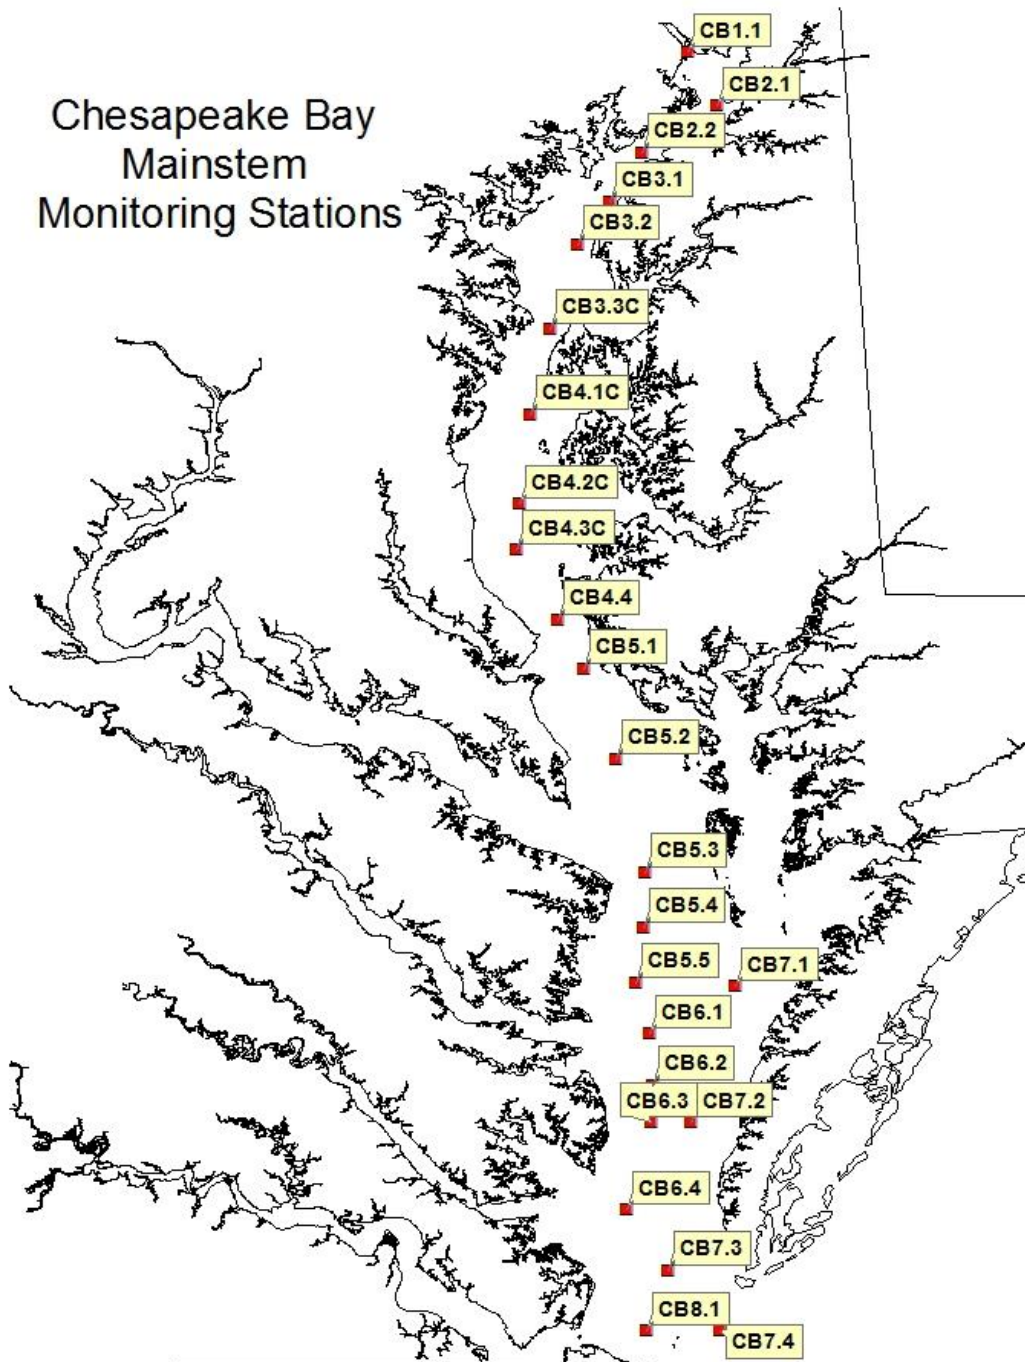 Chesapeake Bay
Mainstem
Monitoring Stations
CB1.1
CB2.1
CB2.2
CB3.1
CB3.2
CB3.3C
CB4.1C
CB4.2C
CB4.3C
CB4.4
CB5.1
CB5.2
CB5.3
CB5.4
CB5.5
CB7.1
CB6.1
CB6.2
CB6.3
CB7.2
CB6.4
CB7.3
CB8.1
CB7.4